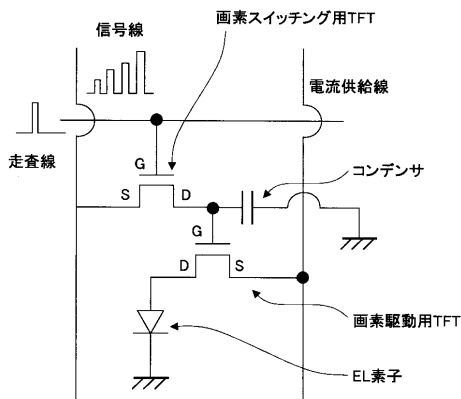 画素スイッチング用TFT
信号線
電流供給線
走査線
G
コンデンサ
S
D
G
D
S
画素駆動用TFT
EL素子